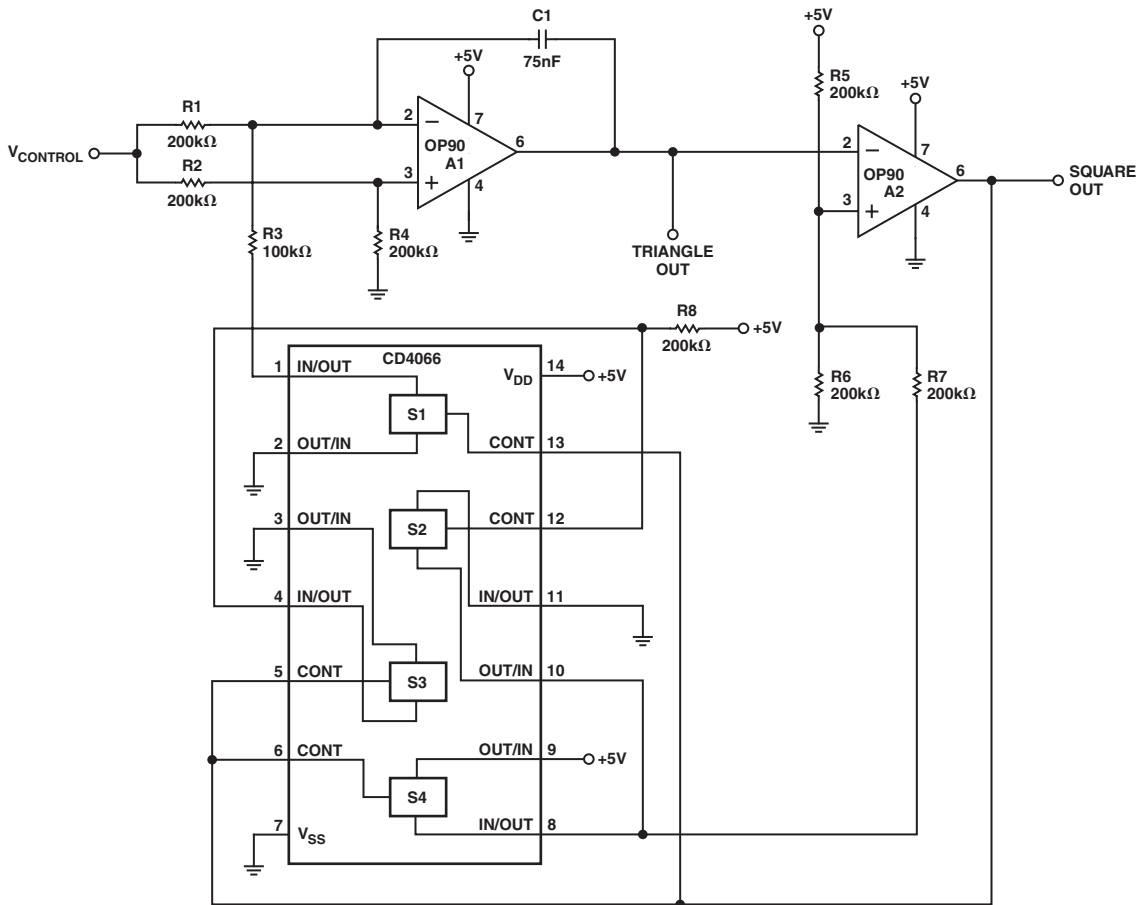 C1
75nF
+5V
+5V
R5
200kΩ
+5V
R1
200kΩ
VCONTROL
R2
200kΩ
2
−
7
OP90
A1
6
3
+
4
2
−
7
OP90
A2
6
3
+
4
SQUARE
OUT
R3
100kΩ
R4
200kΩ
TRIANGLE
OUT
R8
200kΩ
+5V
R6
200kΩ
R7
200kΩ
CD4066
1
IN/OUT
VDD
14
+5V
S1
2
OUT/IN
CONT
13
3
OUT/IN
S2
CONT
12
4
IN/OUT
IN/OUT
11
5
CONT
S3
OUT/IN
10
6
CONT
OUT/IN
9
+5V
S4
7
VSS
IN/OUT
8